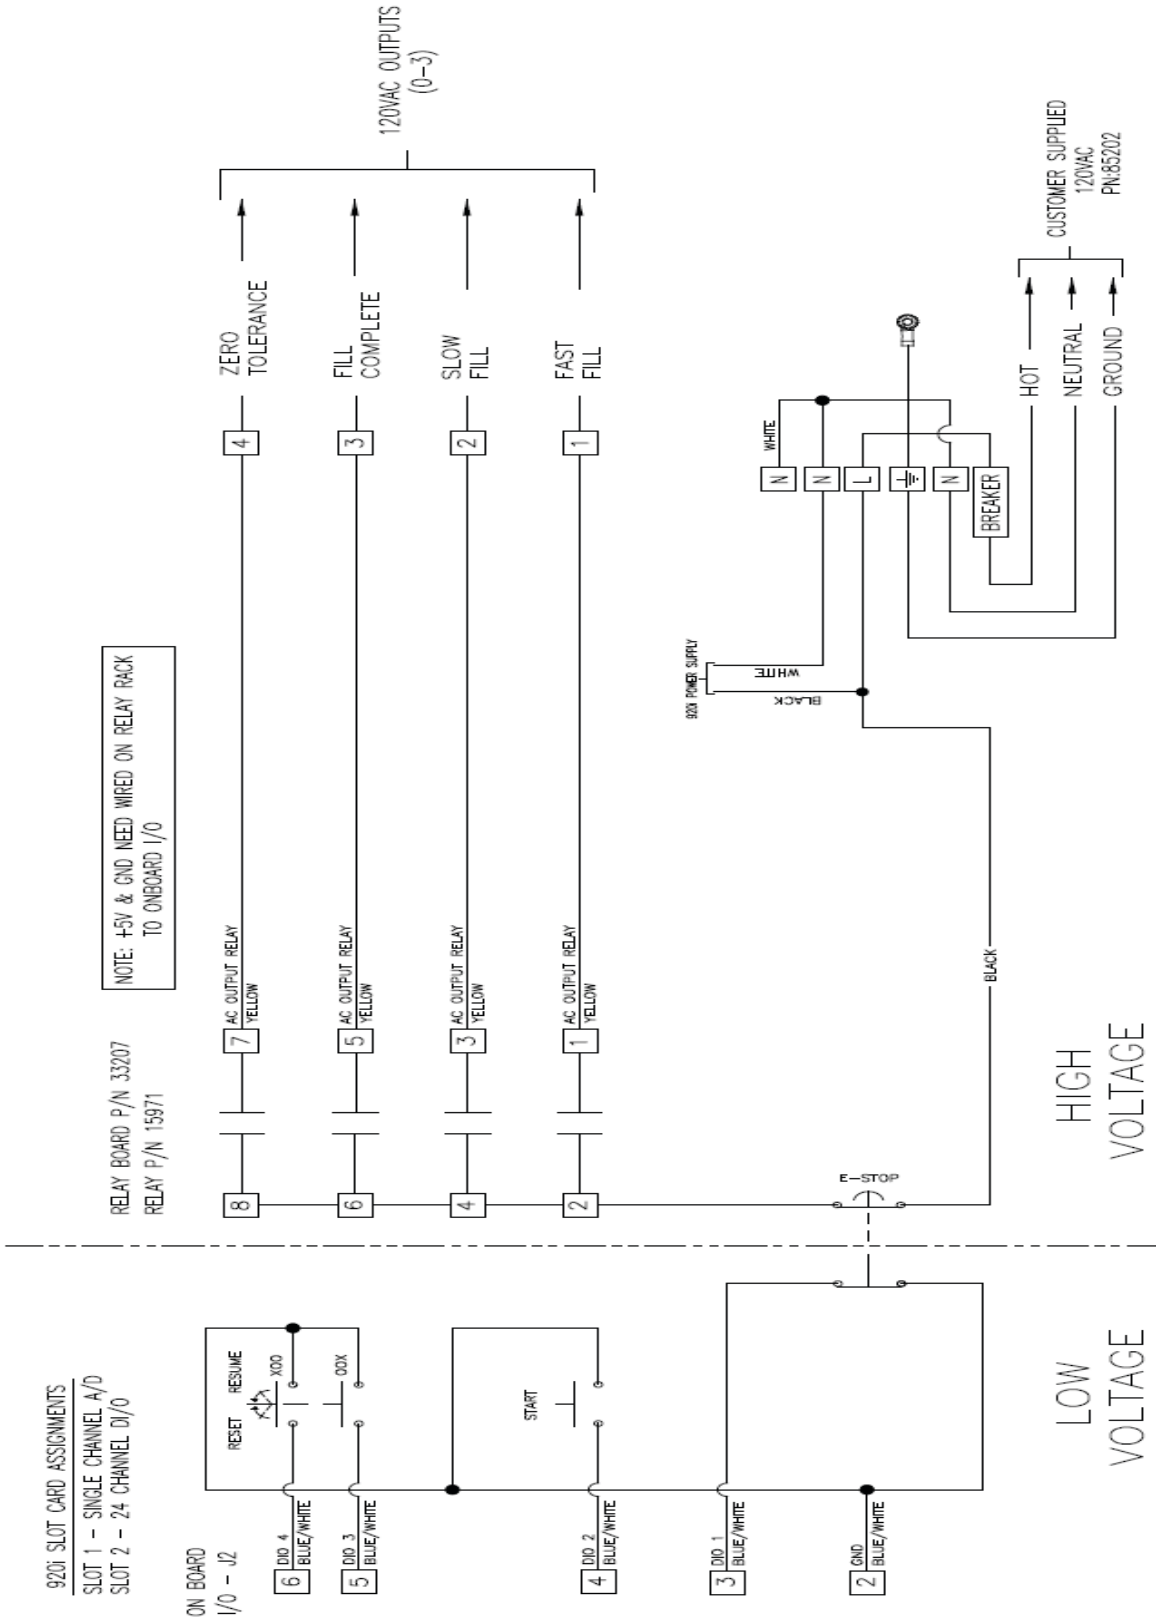 920i SLOT CARD ASSIGNMENTS
SLOT 1 - SINGLE CHANNEL A/D
SLOT 2 - 24 CHANNEL DI/O
ON BOARD
I/O - J2
6
DIO 4
BLUE/WHITE
5
DIO 3
BLUE/WHITE
4
DIO 2
BLUE/WHITE
3
DIO 1
BLUE/WHITE
2
GND
BLUE/WHITE
RESET
RESUME
X00
00X
START
LOW
VOLTAGE
RELAY BOARD P/N 33207
RELAY P/N 15971
NOTE: +5V & GND NEED WIRED ON RELAY RACK
TO ONBOARD I/O
8
7
AC OUTPUT RELAY
YELLOW
4
ZERO
TOLERANCE
6
5
AC OUTPUT RELAY
YELLOW
3
FILL
COMPLETE
4
3
AC OUTPUT RELAY
YELLOW
2
SLOW
FILL
2
1
AC OUTPUT RELAY
YELLOW
1
FAST
FILL
120VAC OUTPUTS
(0-3)
E-STOP
BLACK
920i POWER SUPPLY
WHITE
BLACK
N
WHITE
N
L
N
BREAKER
HOT
NEUTRAL
GROUND
CUSTOMER SUPPLIED
120VAC
PN:85202
HIGH
VOLTAGE